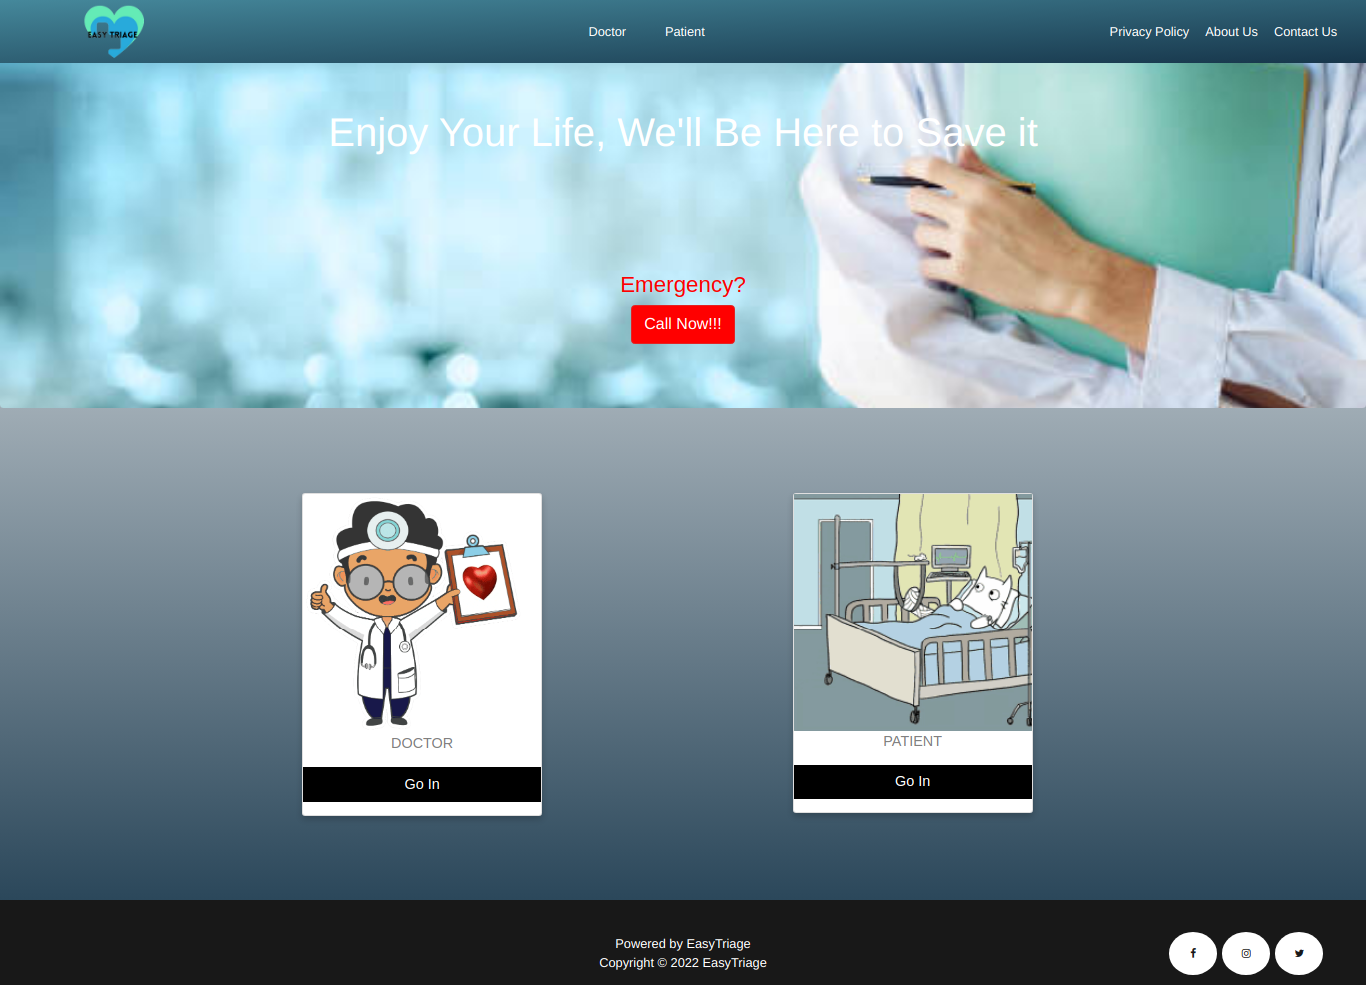 EASY TRIAGE
Doctor
Patient
Privacy Policy
About Us
Contact Us
Enjoy Your Life, We'll Be Here to Save it
Emergency?
Call Now!!!
DOCTOR
Go In
PATIENT
Go In
Powered by EasyTriage
Copyright © 2022 EasyTriage